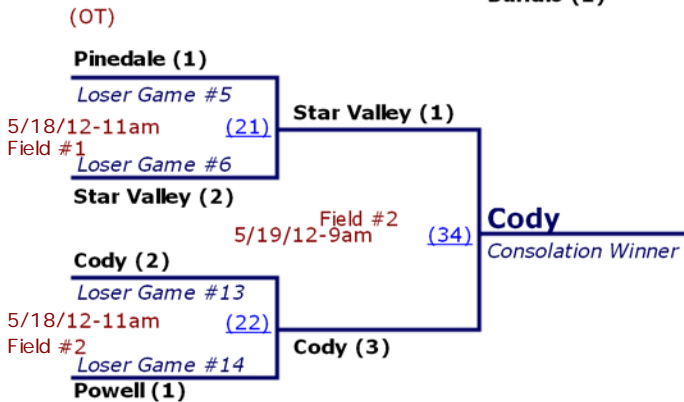 (OT)
Pinedale (1)
Loser Game #5
5/18/12-11am
(21)
Star Valley (1)
Field #1
Loser Game #6
Star Valley (2)
Field #2
5/19/12-9am
(34)
Cody
Consolation Winner
Cody (2)
Loser Game #13
5/18/12-11am
(22)
Field #2
Cody (3)
Loser Game #14
Powell (1)